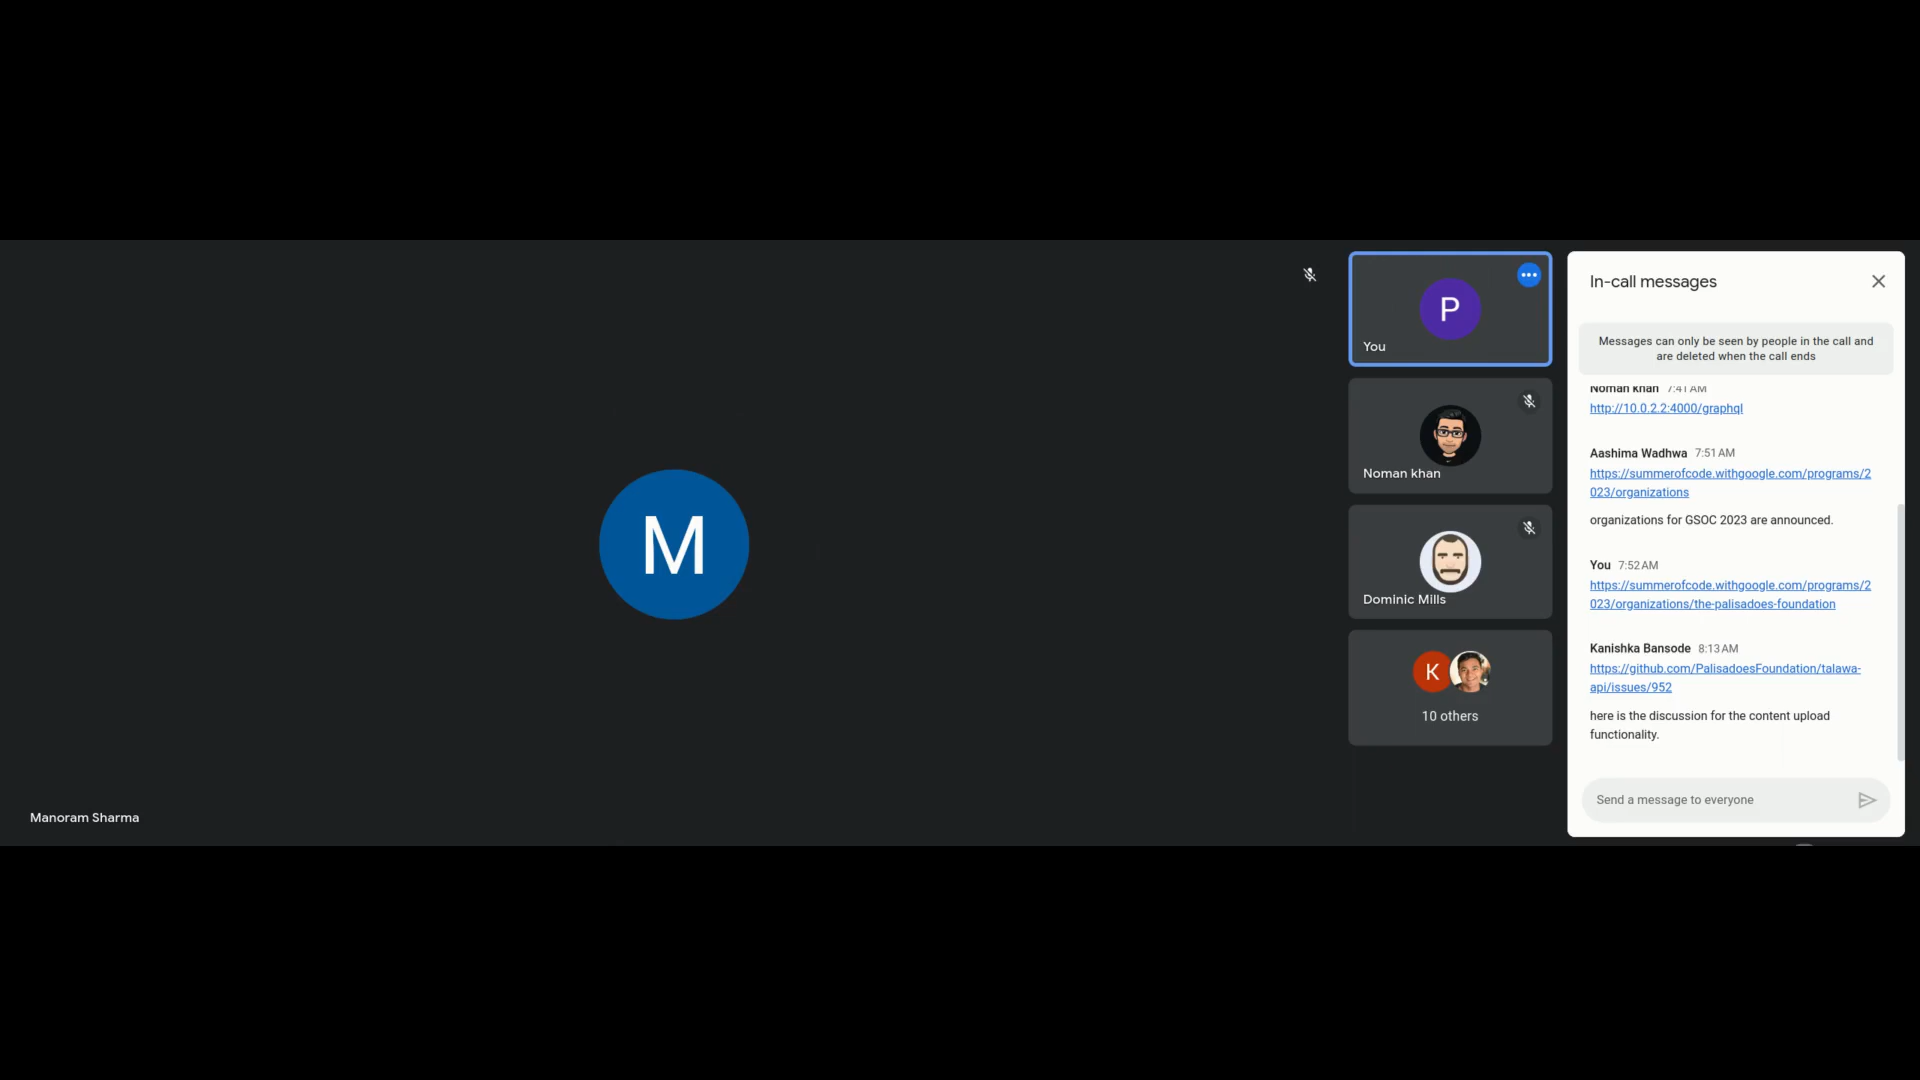 M
Manoram Sharma
P
You
Noman khan
Dominic Mills
K
10 others
In-call messages
Messages can only be seen by people in the call and
are deleted when the call ends
Noman khan 7:41 AM
http://10.0.2.2:4000/graphql
Aashima Wadhwa 7:51 AM
https://summerofcode.withgoogle.com/programs/2
023/organizations
organizations for GSOC 2023 are announced.
You 7:52 AM
https://summerofcode.withgoogle.com/programs/2
023/organizations/the-palisadoes-foundation
Kanishka Bansode 8:13 AM
https://github.com/PalisadoesFoundation/talawa-
api/issues/952
here is the discussion for the content upload
functionality.
Send a message to everyone